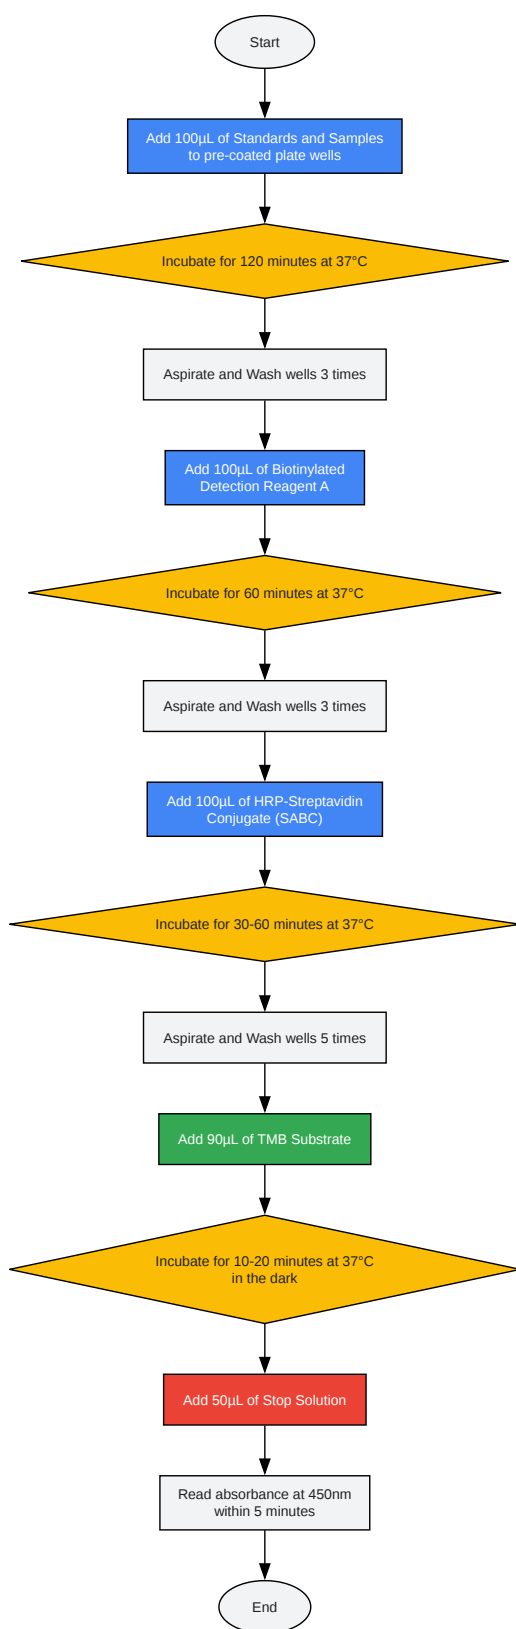 Start
Add 100µL of Standards and Samples
to pre-coated plate wells
Incubate for 120 minutes at 37°C
Aspirate and Wash wells 3 times
Add 100µL of Biotinylated
Detection Reagent A
Incubate for 60 minutes at 37°C
Aspirate and Wash wells 3 times
Add 100µL of HRP-Streptavidin
Conjugate (SABC)
Incubate for 30-60 minutes at 37°C
Aspirate and Wash wells 5 times
Add 90µL of TMB Substrate
Incubate for 10-20 minutes at 37°C
in the dark
Add 50µL of Stop Solution
Read absorbance at 450nm
within 5 minutes
End